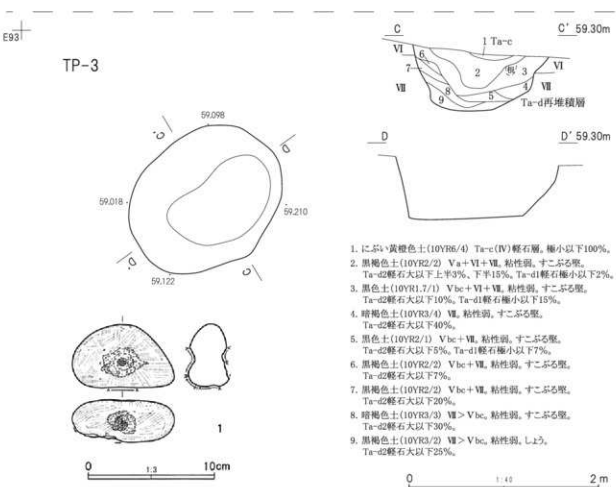 E93
TP-3
59.098
C'
D
59.018
59.210
D'
59.122
C
1
0 1:3 10cm
C C' 59.30m
1 Ta-c
VI 6 2 3 VI
7 4
VII 8 5 VII
9 Ta-d再堆積層
D D' 59.30m
1. にぶい黄橙色土(10YR6/4) Ta-c(Ⅳ)軽石層。極小以下100%。
2. 黒褐色土(10YR2/2) Ⅴa+Ⅵ+Ⅶ。粘性弱。すこぶる堅。
Ta-d2軽石大以下上半3%、下半15%。Ta-d1軽石極小以下2%。
3. 黒色土(10YR1.7/1) Ⅴbc+Ⅵ+Ⅶ。粘性弱。すこぶる堅。
Ta-d2軽石大以下10%。Ta-d1軽石極小以下15%。
4. 暗褐色土(10YR3/4) Ⅶ。粘性弱。すこぶる堅。
Ta-d2軽石大以下40%。
5. 黒色土(10YR2/1) Ⅴbc+Ⅶ。粘性弱。すこぶる堅。
Ta-d2軽石大以下5%。Ta-d1軽石極小以下7%。
6. 黒褐色土(10YR2/2) Ⅴbc+Ⅶ。粘性弱。すこぶる堅。
Ta-d2軽石大以下7%。
7. 黒褐色土(10YR2/2) Ⅴbc+Ⅶ。粘性弱。すこぶる堅。
Ta-d2軽石大以下20%。
8. 暗褐色土(10YR3/3) Ⅶ>Ⅴbc。粘性弱。すこぶる堅。
Ta-d2軽石大以下30%。
9. 黒褐色土(10YR3/2) Ⅶ>Ⅴbc。粘性弱。しょう。
Ta-d2軽石大以下25%。
0 1:40 2 m